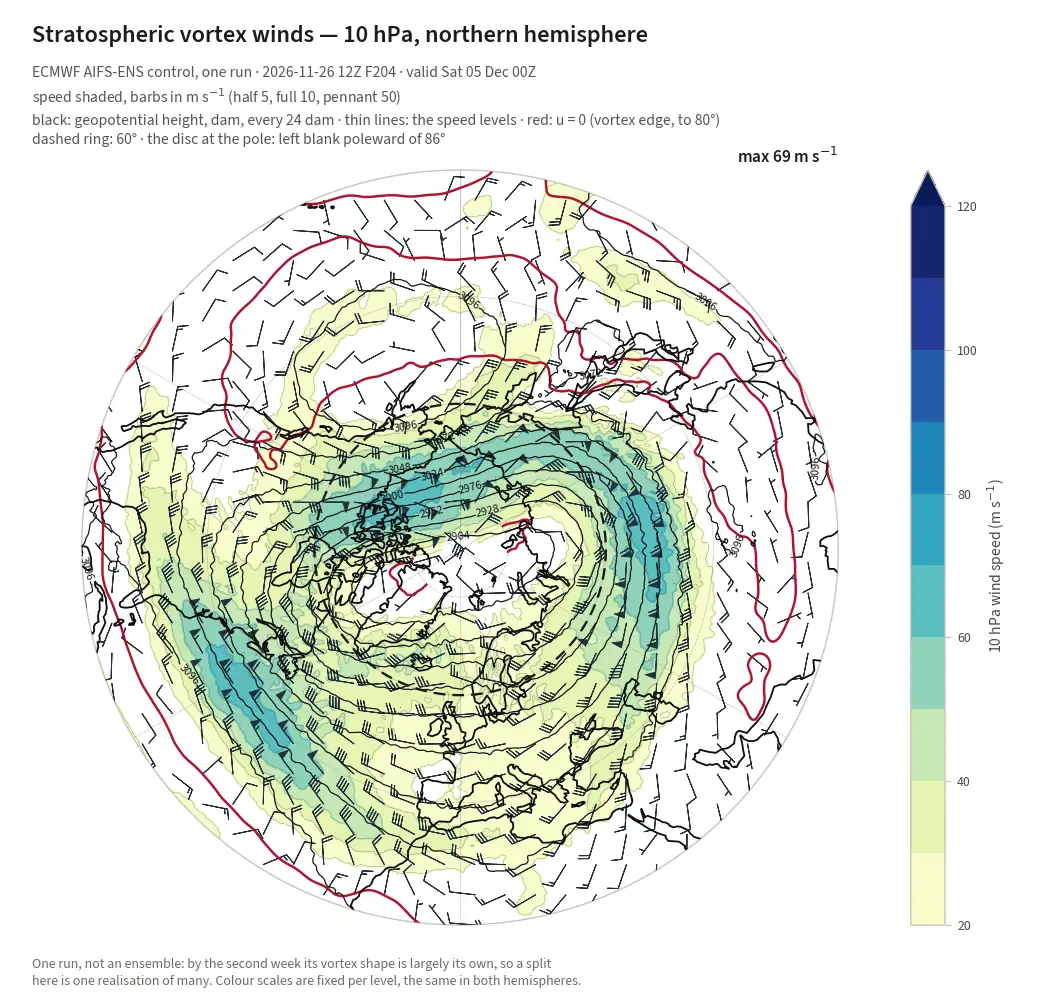 Stratospheric vortex winds — 10 hPa, northern hemisphere
ECMWF AIFS-ENS control, one run · 2026-11-26 12Z F204 · valid Sat 05 Dec 00Z
speed shaded, barbs in m s⁻¹ (half 5, full 10, pennant 50)
black: geopotential height, dam, every 24 dam · thin lines: the speed levels · red: u = 0 (vortex edge, to 80°)
dashed ring: 60° · the disc at the pole: left blank poleward of 86°
max 69 m s⁻¹
120
100
80
60
40
20
10 hPa wind speed (m s⁻¹)
3096
3096
3096
3048
3024
2976
2928
2904
3096
3096
3096
3096
One run, not an ensemble: by the second week its vortex shape is largely its own, so a split
here is one realisation of many. Colour scales are fixed per level, the same in both hemispheres.